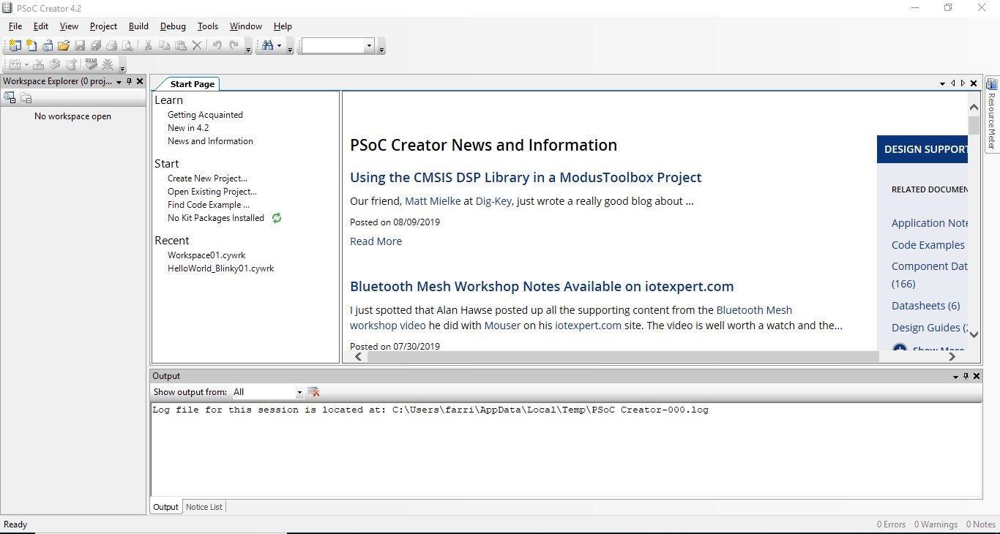 PSoC Creator 4.2
File Edit View Project Build Debug Tools Window Help
Workspace Explorer (0 proj...
No workspace open
Start Page
Learn
Getting Acquainted
New in 4.2
News and Information
Start
Create New Project...
Open Existing Project...
Find Code Example ...
No Kit Packages Installed
Recent
Workspace01.cywrk
HelloWorld_Blinky01.cywrk
PSoC Creator News and Information
Using the CMSIS DSP Library in a ModusToolbox Project
Our friend, Matt Mielke at Dig-Key, just wrote a really good blog about ...
Posted on 08/09/2019
Read More
Bluetooth Mesh Workshop Notes Available on iotexpert.com
I just spotted that Alan Hawse posted up all the supporting content from the Bluetooth Mesh
workshop video he did with Mouser on his iotexpert.com site. The video is well worth a watch and the...
Posted on 07/30/2019
DESIGN SUPPORT
RELATED DOCUMEN
Application Note
Code Examples
Component Dat
(166)
Datasheets (6)
Design Guides (
Show More
Resource Meter
Output
Show output from: All
Log file for this session is located at: C:\Users\farri\AppData\Local\Temp\PSoC Creator-000.log
Output Notice List
Ready
0 Errors 0 Warnings 0 Notes